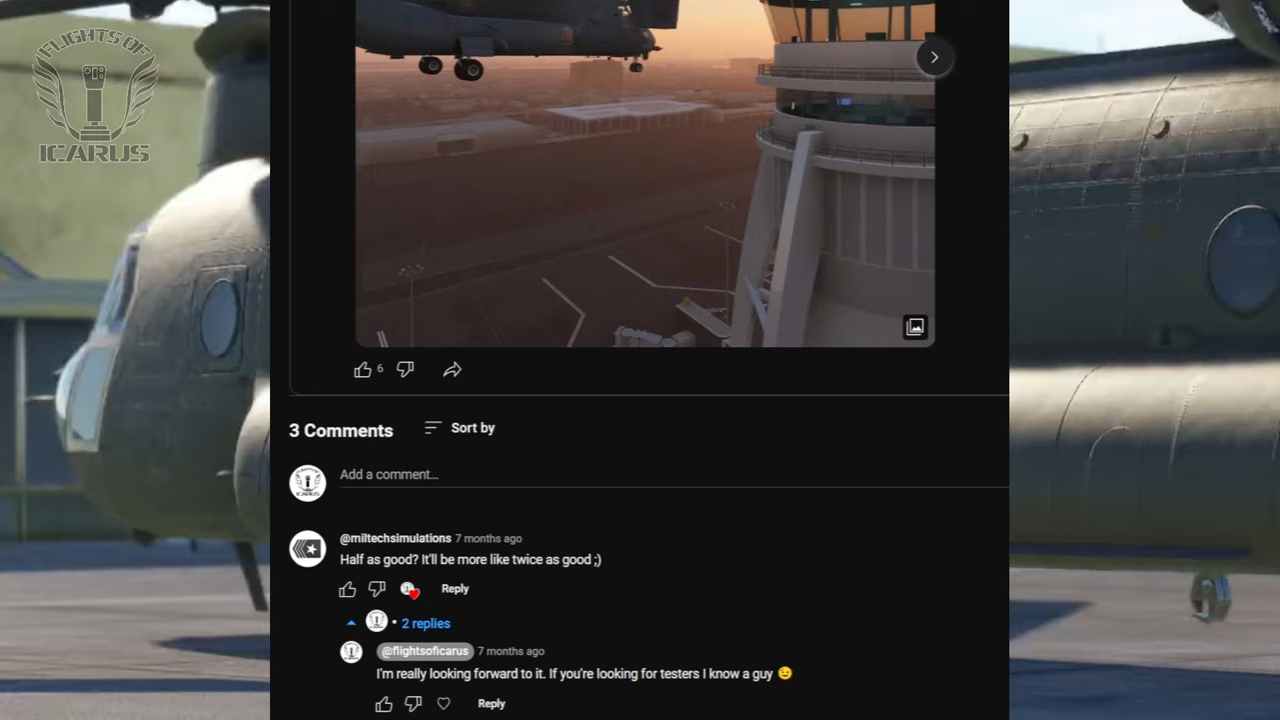 FLIGHTS OF
ICARUS
6
3 Comments
Sort by
Add a comment...
@miltechsimulations 7 months ago
Half as good? It'll be more like twice as good ;)
Reply
• 2 replies
@flightsoficarus 7 months ago
I'm really looking forward to it. If you're looking for testers I know a guy 😉
Reply